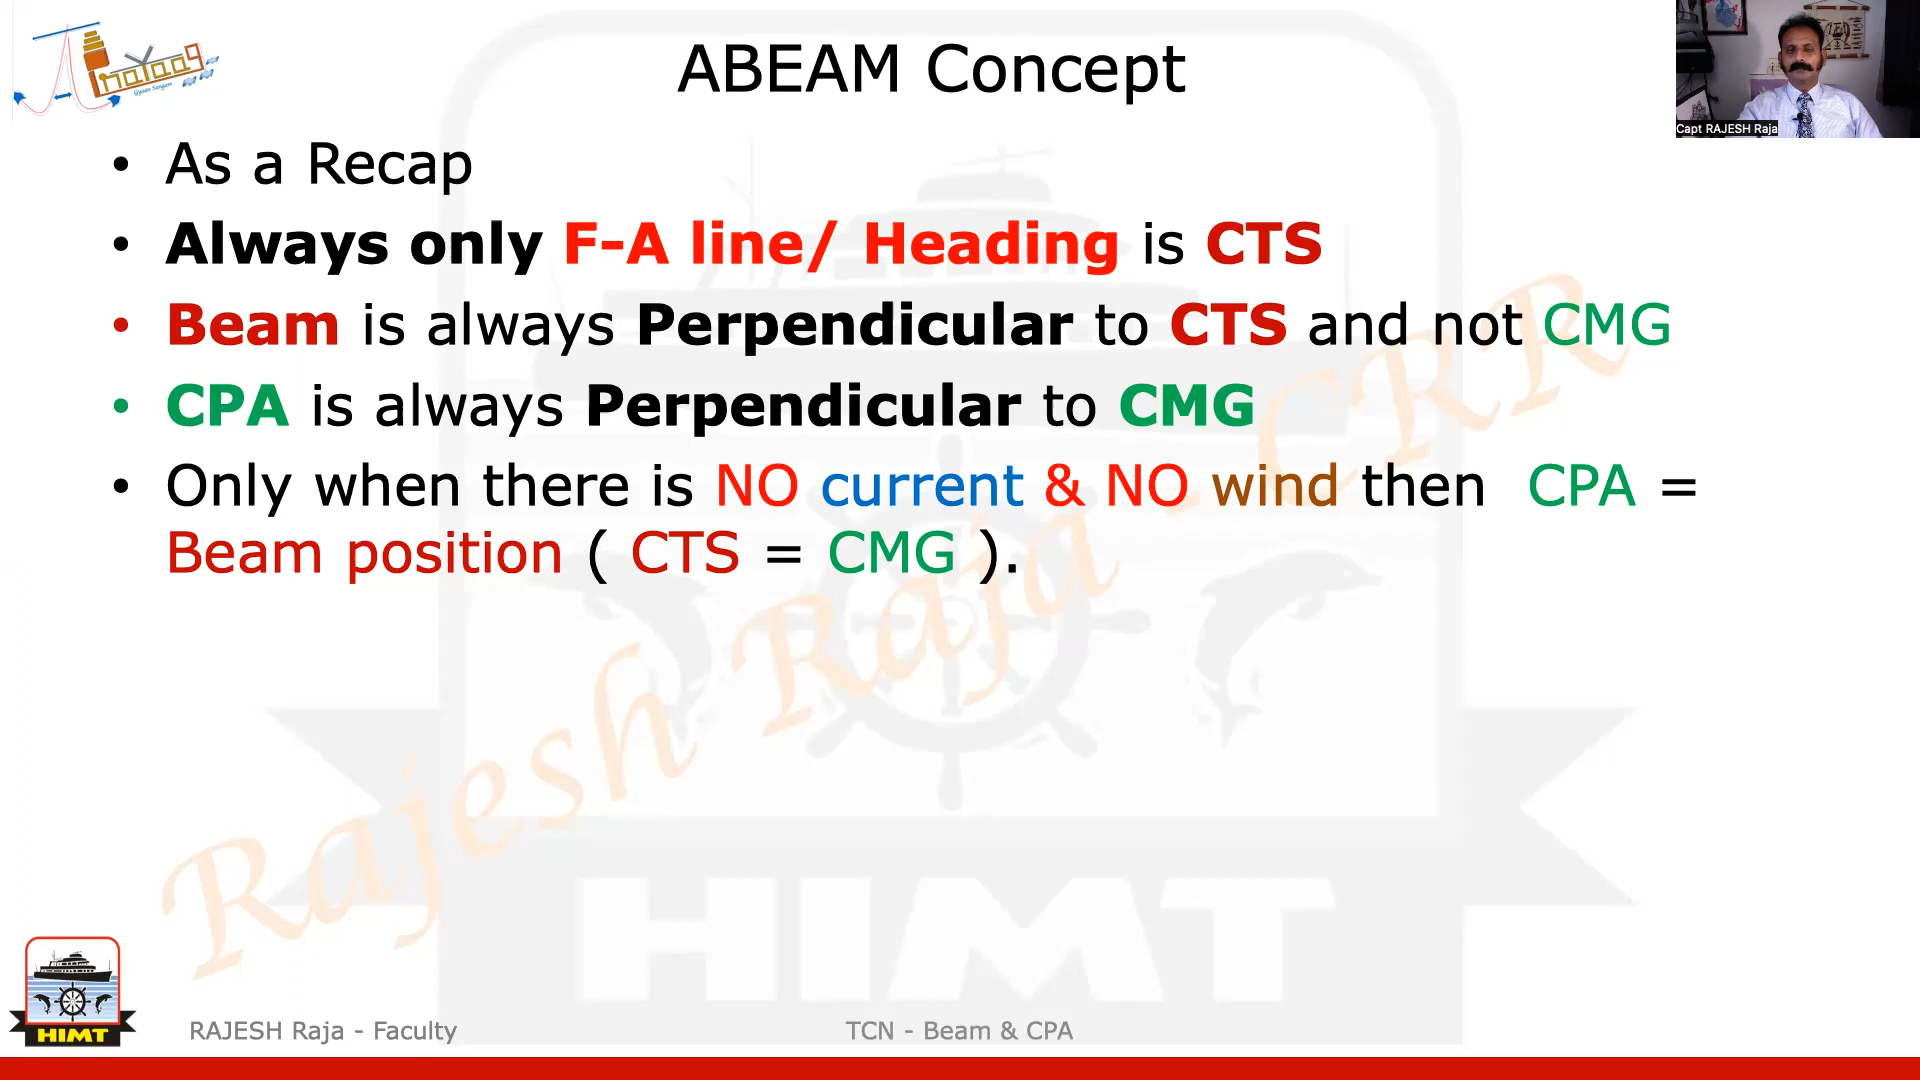 ABEAM Concept
Capt RAJESH Raja
• As a Recap
• Always only F-A line/ Heading is CTS
• Beam is always Perpendicular to CTS and not CMG
• CPA is always Perpendicular to CMG
• Only when there is NO current & NO wind then CPA =
Beam position ( CTS = CMG ).
Rajesh Raja - CRR
HIMT
HIMT
RAJESH Raja - Faculty
TCN - Beam & CPA